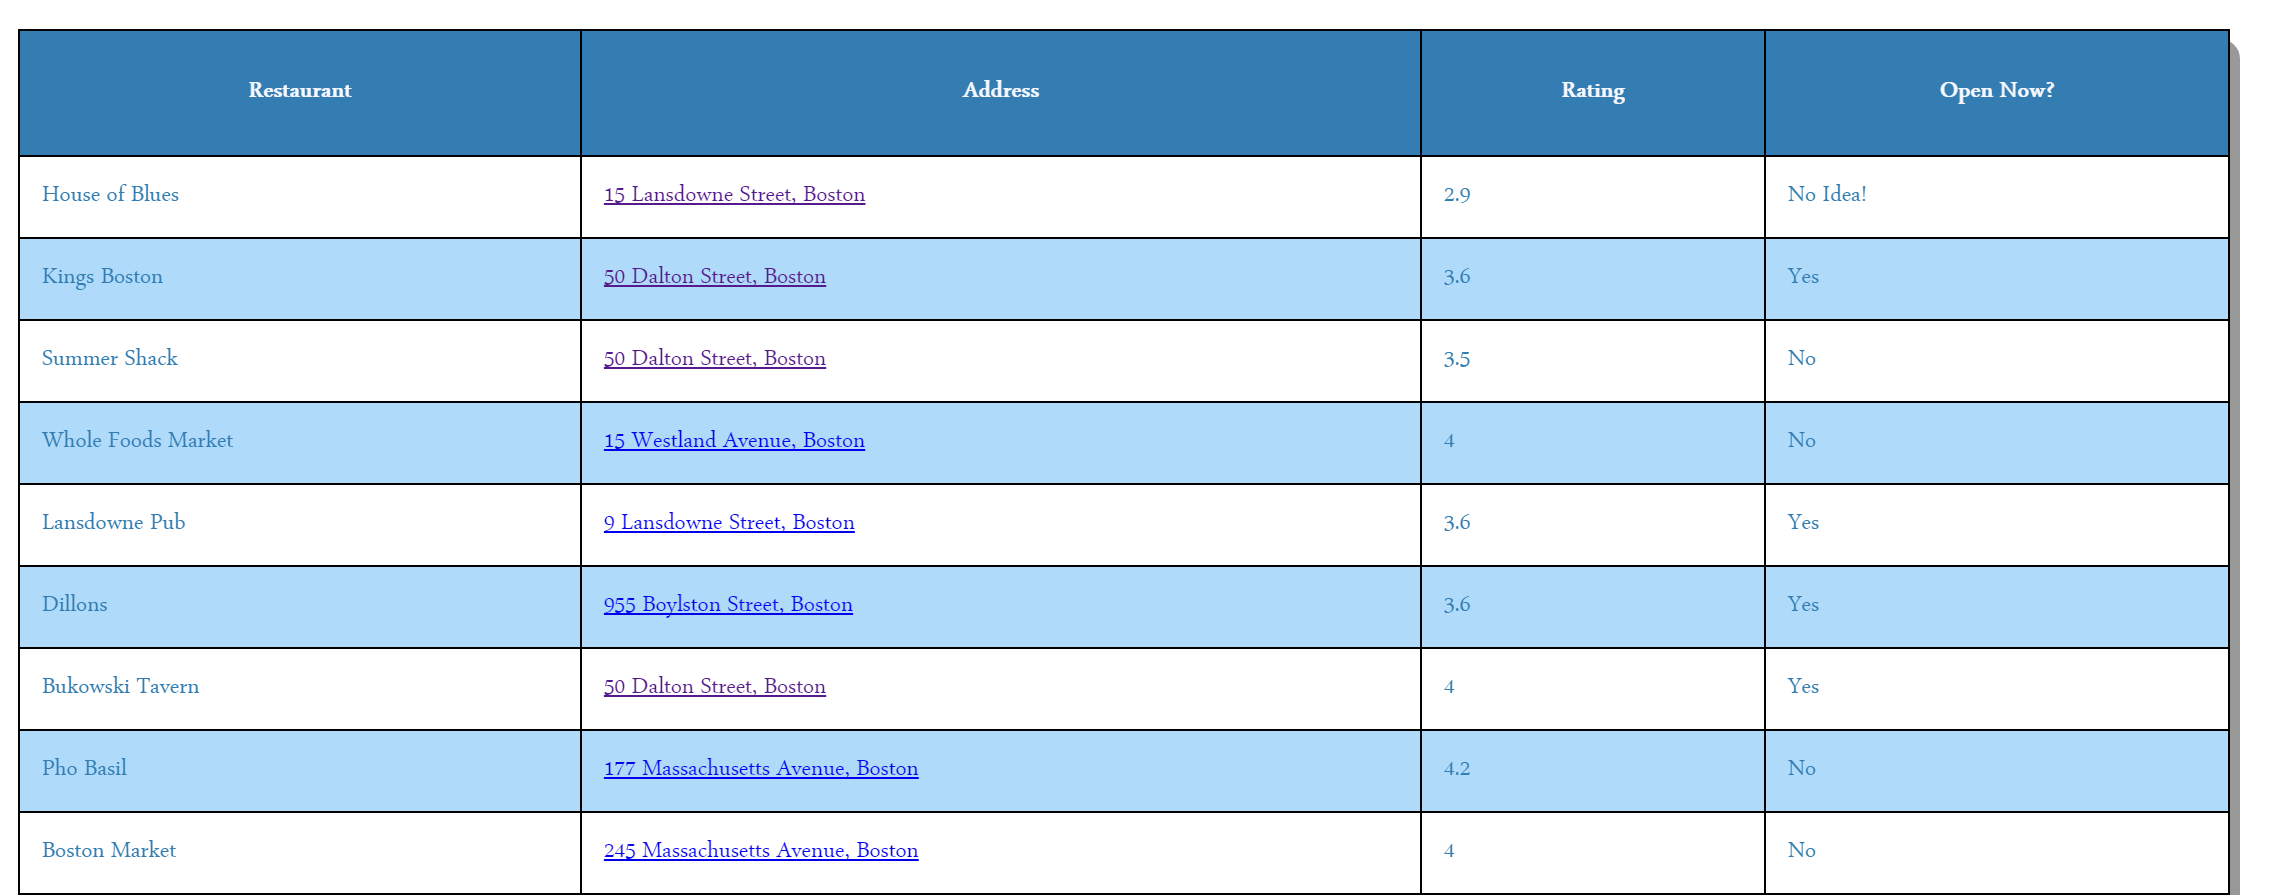 Restaurant Address Rating Open Now?
House of Blues 15 Lansdowne Street, Boston 2.9 No Idea!
Kings Boston 50 Dalton Street, Boston 3.6 Yes
Summer Shack 50 Dalton Street, Boston 3.5 No
Whole Foods Market 15 Westland Avenue, Boston 4 No
Lansdowne Pub 9 Lansdowne Street, Boston 3.6 Yes
Dillons 955 Boylston Street, Boston 3.6 Yes
Bukowski Tavern 50 Dalton Street, Boston 4 Yes
Pho Basil 177 Massachusetts Avenue, Boston 4.2 No
Boston Market 245 Massachusetts Avenue, Boston 4 No